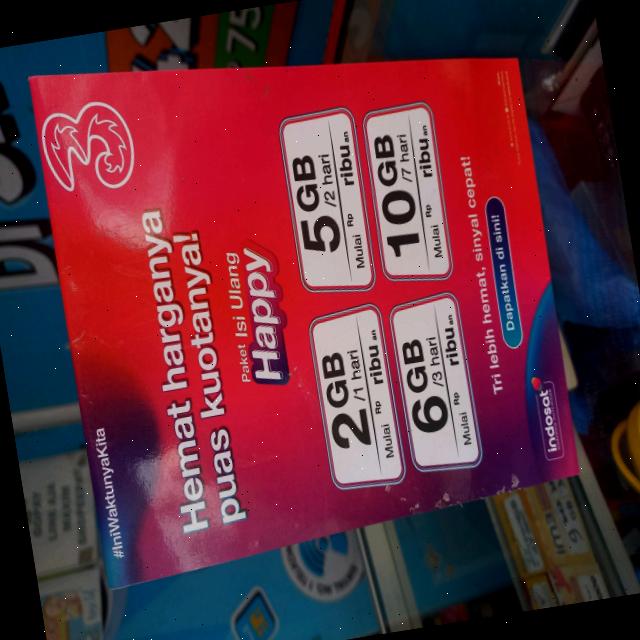 #IniWaktunyaKita
3
Hemat harganya
puas kuotanya!
Paket Isi Ulang
Happy
2GB
/1 hari
Mulai Rp ribuan
5GB
/2 hari
Mulai Rp ribuan
6GB
/3 hari
Mulai Rp ribuan
10GB
/7 hari
Mulai Rp ribuan
Tri lebih hemat, sinyal cepat!
Dapatkan di sini!
indosat
75